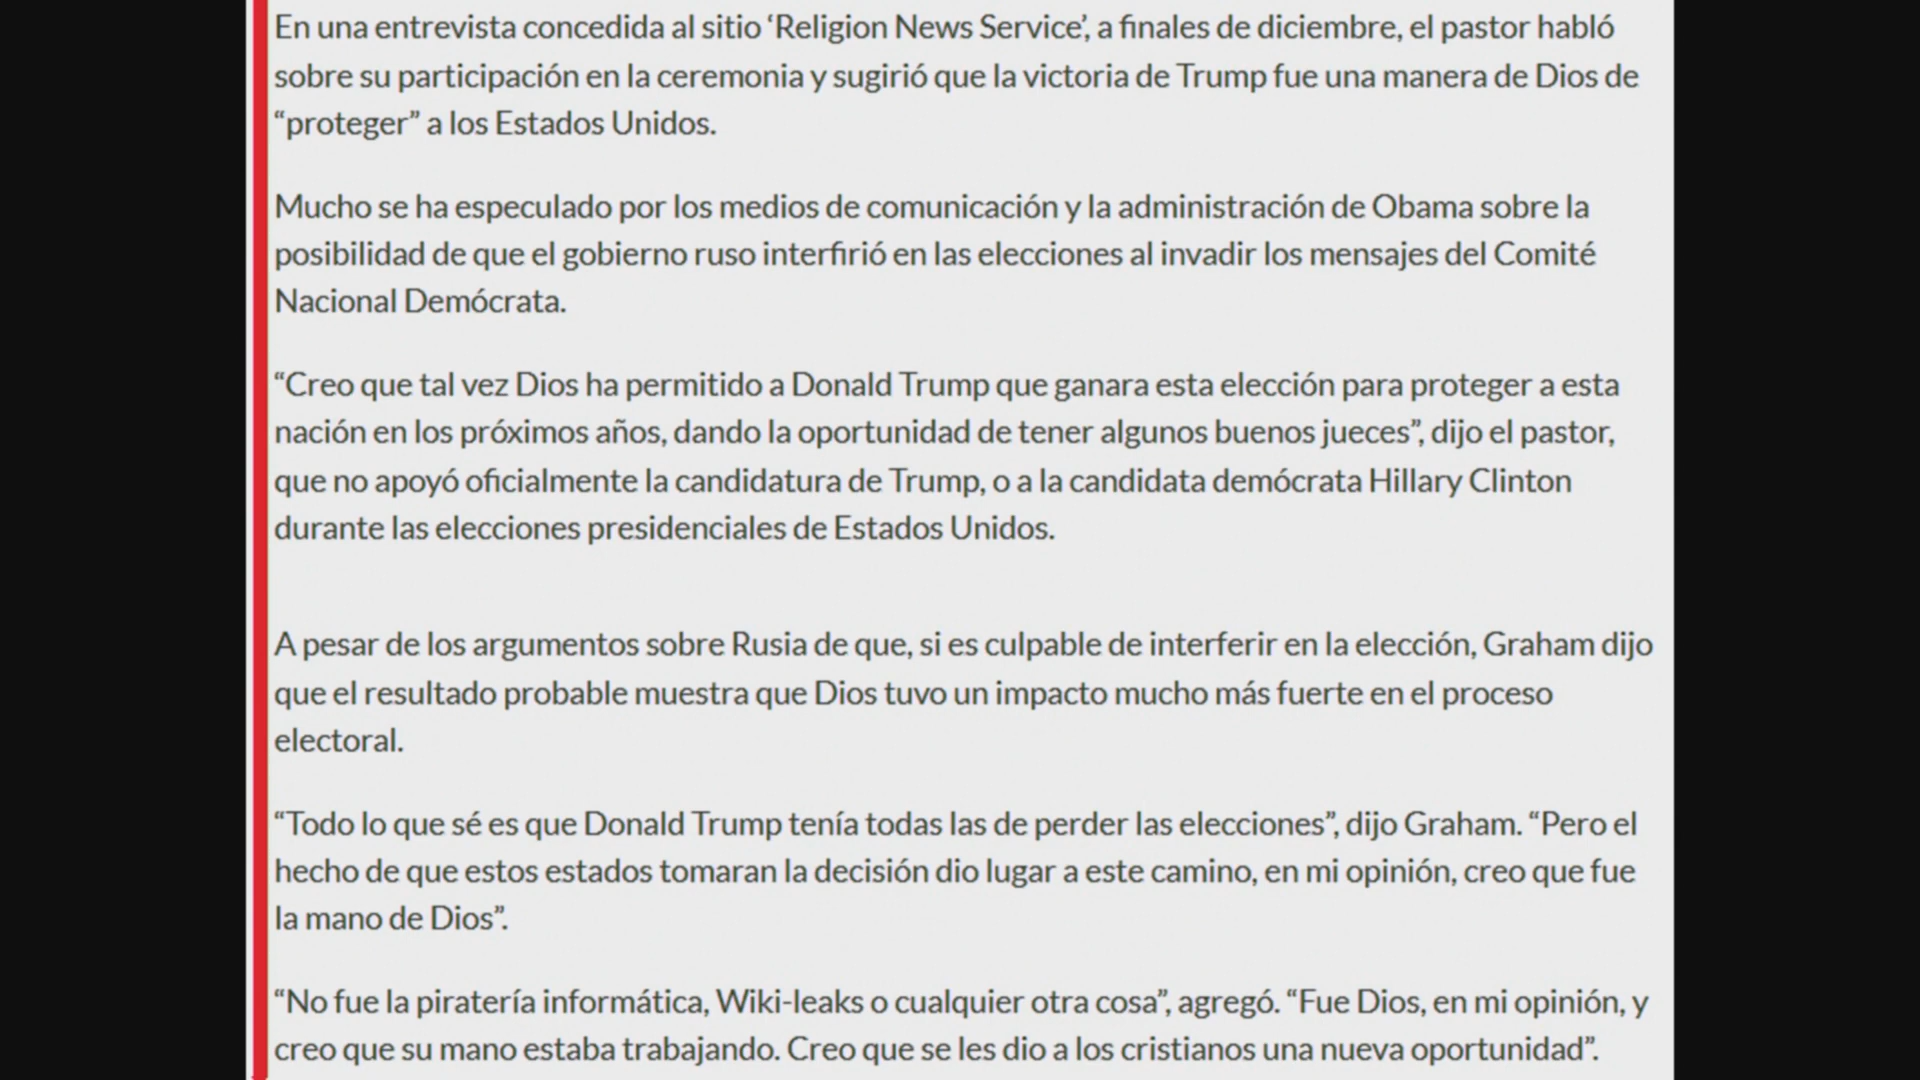 En una entrevista concedida al sitio ‘Religion News Service’, a finales de diciembre, el pastor habló
sobre su participación en la ceremonia y sugirió que la victoria de Trump fue una manera de Dios de
“proteger” a los Estados Unidos.
Mucho se ha especulado por los medios de comunicación y la administración de Obama sobre la
posibilidad de que el gobierno ruso interfirió en las elecciones al invadir los mensajes del Comité
Nacional Demócrata.
“Creo que tal vez Dios ha permitido a Donald Trump que ganara esta elección para proteger a esta
nación en los próximos años, dando la oportunidad de tener algunos buenos jueces”, dijo el pastor,
que no apoyó oficialmente la candidatura de Trump, o a la candidata demócrata Hillary Clinton
durante las elecciones presidenciales de Estados Unidos.
A pesar de los argumentos sobre Rusia de que, si es culpable de interferir en la elección, Graham dijo
que el resultado probable muestra que Dios tuvo un impacto mucho más fuerte en el proceso
electoral.
“Todo lo que sé es que Donald Trump tenía todas las de perder las elecciones”, dijo Graham. “Pero el
hecho de que estos estados tomaran la decisión dio lugar a este camino, en mi opinión, creo que fue
la mano de Dios”.
“No fue la piratería informática, Wiki-leaks o cualquier otra cosa”, agregó. “Fue Dios, en mi opinión, y
creo que su mano estaba trabajando. Creo que se les dio a los cristianos una nueva oportunidad”.